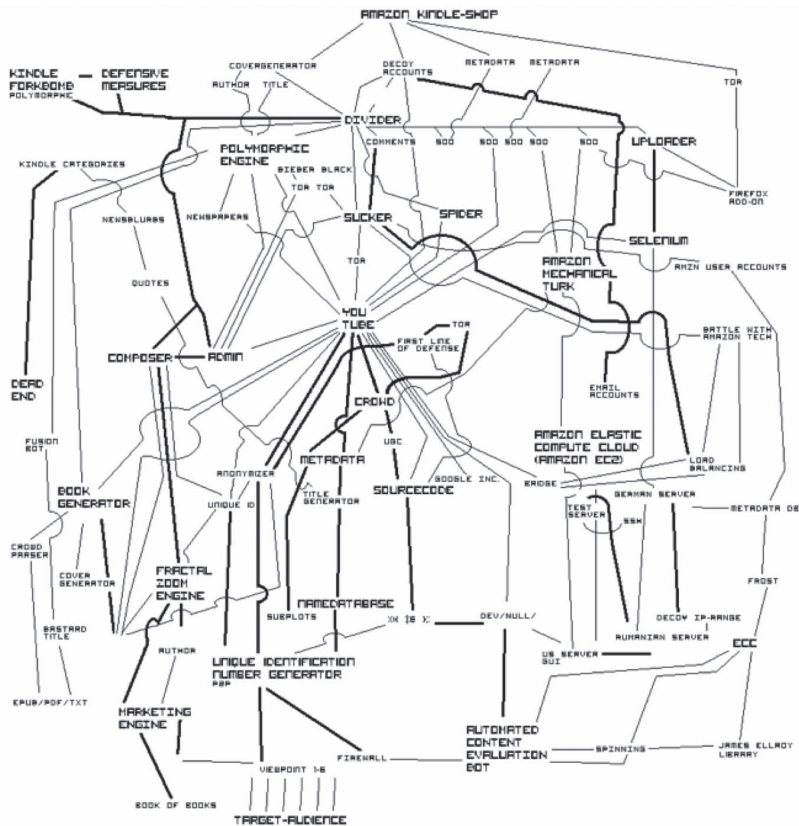 AMAZON KINDLE-SHOP
COVERGENERATOR
DECOY
ACCOUNTS
METADATA
METADATA
KINDLE
FORKBOMB
POLYMORPHIC
DEFENSIVE
MEASURES
AUTHOR
TITLE
TOR
DIVIDER
COMMENTS
500
500
500
500
500
UPLOADER
POLYMORPHIC
ENGINE
KINDLE CATEGORIES
BIEBER BLACK
TOR TOR
FIREFOX
ADD-ON
NEWSBLURBS
NEWSPAPERS
SUCKER
SPIDER
SELENIUM
TOR
AMAZON
MECHANICAL
TURK
AMIN USER ACCOUNTS
QUOTES
YOU
TUBE
TOR
FIRST LINE
OF DEFENSE
BATTLE WITH
AMAZON TECH
COMPOSER
ADMIN
DEAD
END
EMAIL
ACCOUNTS
CROWD
FUSION
BOT
UGC
AMAZON ELASTIC
COMPUTE CLOUD
(AMAZON EC2)
METADATA
LOAD
BALANCING
ANONYMIZER
GOOGLE INC.
BRIDGE
BOOK
GENERATOR
TITLE
GENERATOR
SOURCECODE
UNIQUE ID
GERMAN SERVER
TEST
SERVER
SSH
METADATA DB
CROWD
PARSER
COVER
GENERATOR
FRACTAL
ZOOM
ENGINE
FROST
SUBPLOTS
NAMEDATABASE
DEV/NULL/
DECOY IP-RANGE
BASTARD
TITLE
RUMANIAN SERVER
ECC
AUTHOR
UNIQUE IDENTIFICATION
NUMBER GENERATOR
P2P
US SERVER
GUI
EPUB/PDF/TXT
MARKETING
ENGINE
AUTOMATED
CONTENT
EVALUATION
BOT
SPINNING
JAMES ELLROY
LIBRARY
FIREWALL
VIEWPOINT 1-6
BOOK OF BOOKS
TARGET-AUDIENCE